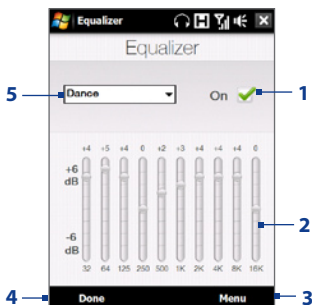 Equalizer H
Equalizer
5 Dance On 1
+4 +5 +4 0 +2 +3 +4 +4 +4 0
+6
dB
2
-6
dB
32 64 125 250 500 1K 2K 4K 8K 16K
4 Done Menu 3